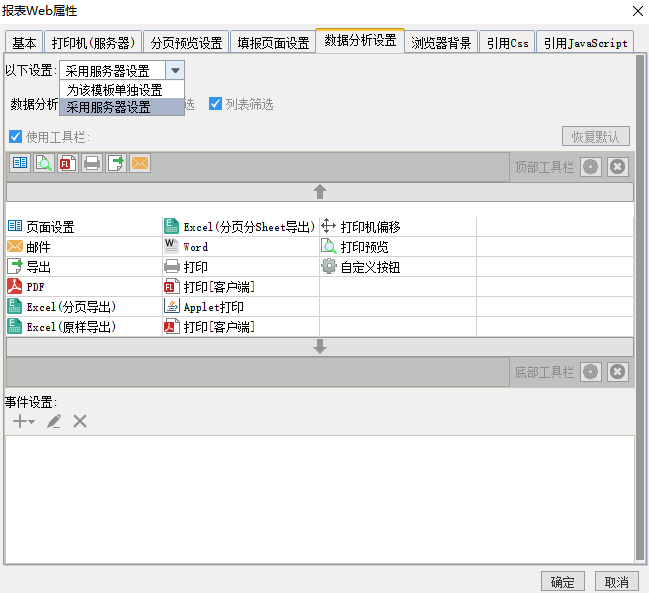 报表Web属性
基本 打印机(服务器) 分页预览设置 填报页面设置 数据分析设置 浏览器背景 引用Css 引用JavaScript
以下设置: 采用服务器设置
为该模板单独设置
采用服务器设置
数据分析 选 列表筛选
使用工具栏: 恢复默认
顶部工具栏
页面设置 Excel(分页分Sheet导出) 打印机偏移
邮件 Word 打印预览
导出 打印 自定义按钮
PDF 打印[客户端]
Excel(分页导出) Applet打印
Excel(原样导出) 打印[客户端]
底部工具栏
事件设置:
确定 取消